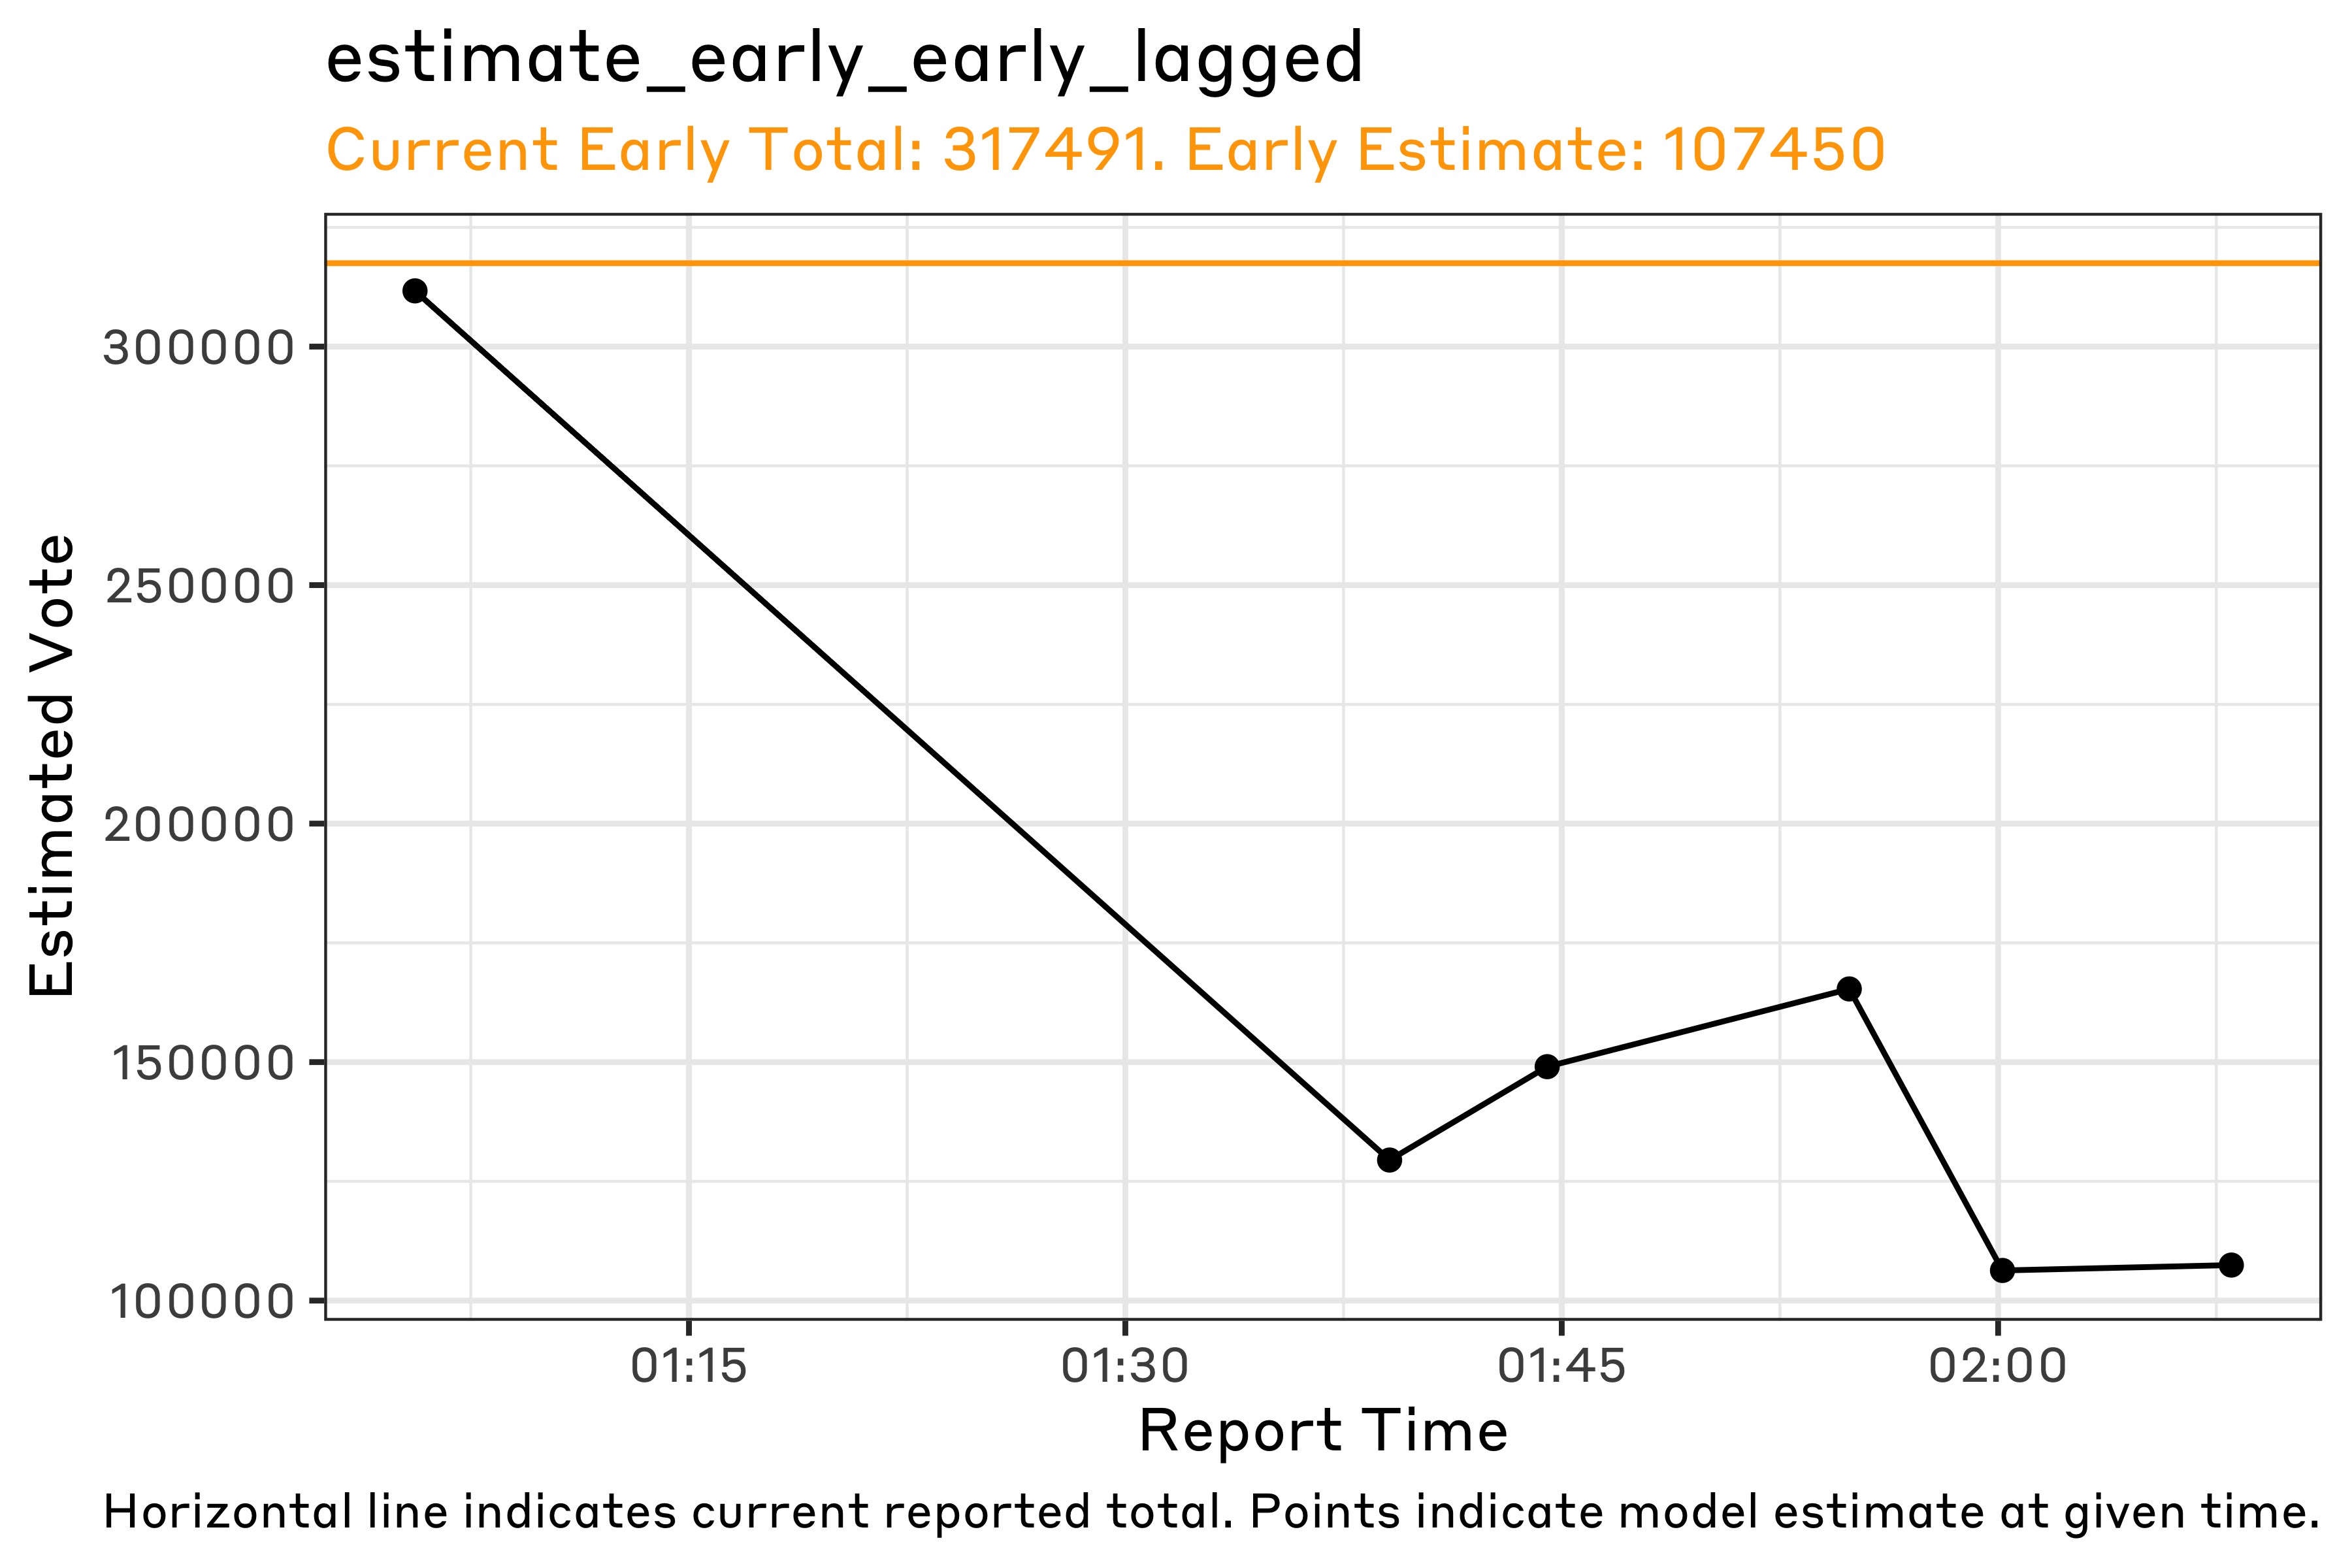 estimate_early_early_lagged
Current Early Total: 317491. Early Estimate: 107450
Estimated Vote
300000
250000
200000
150000
100000
01:15 01:30 01:45 02:00
Report Time
Horizontal line indicates current reported total. Points indicate model estimate at given time.